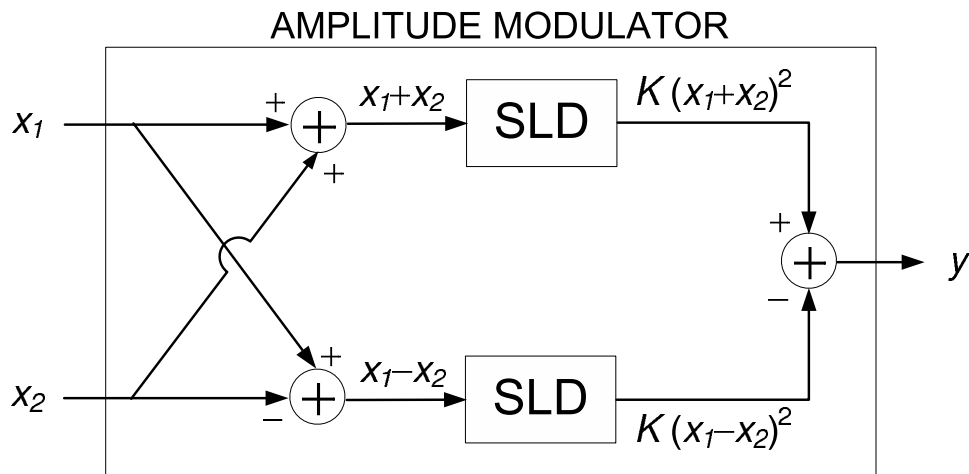 AMPLITUDE MODULATOR
x₁
+
+
+
x₁+x₂
SLD
K(x₁+x₂)²
+
+
y
−
x₂
+
−
+
x₁−x₂
SLD
K(x₁−x₂)²